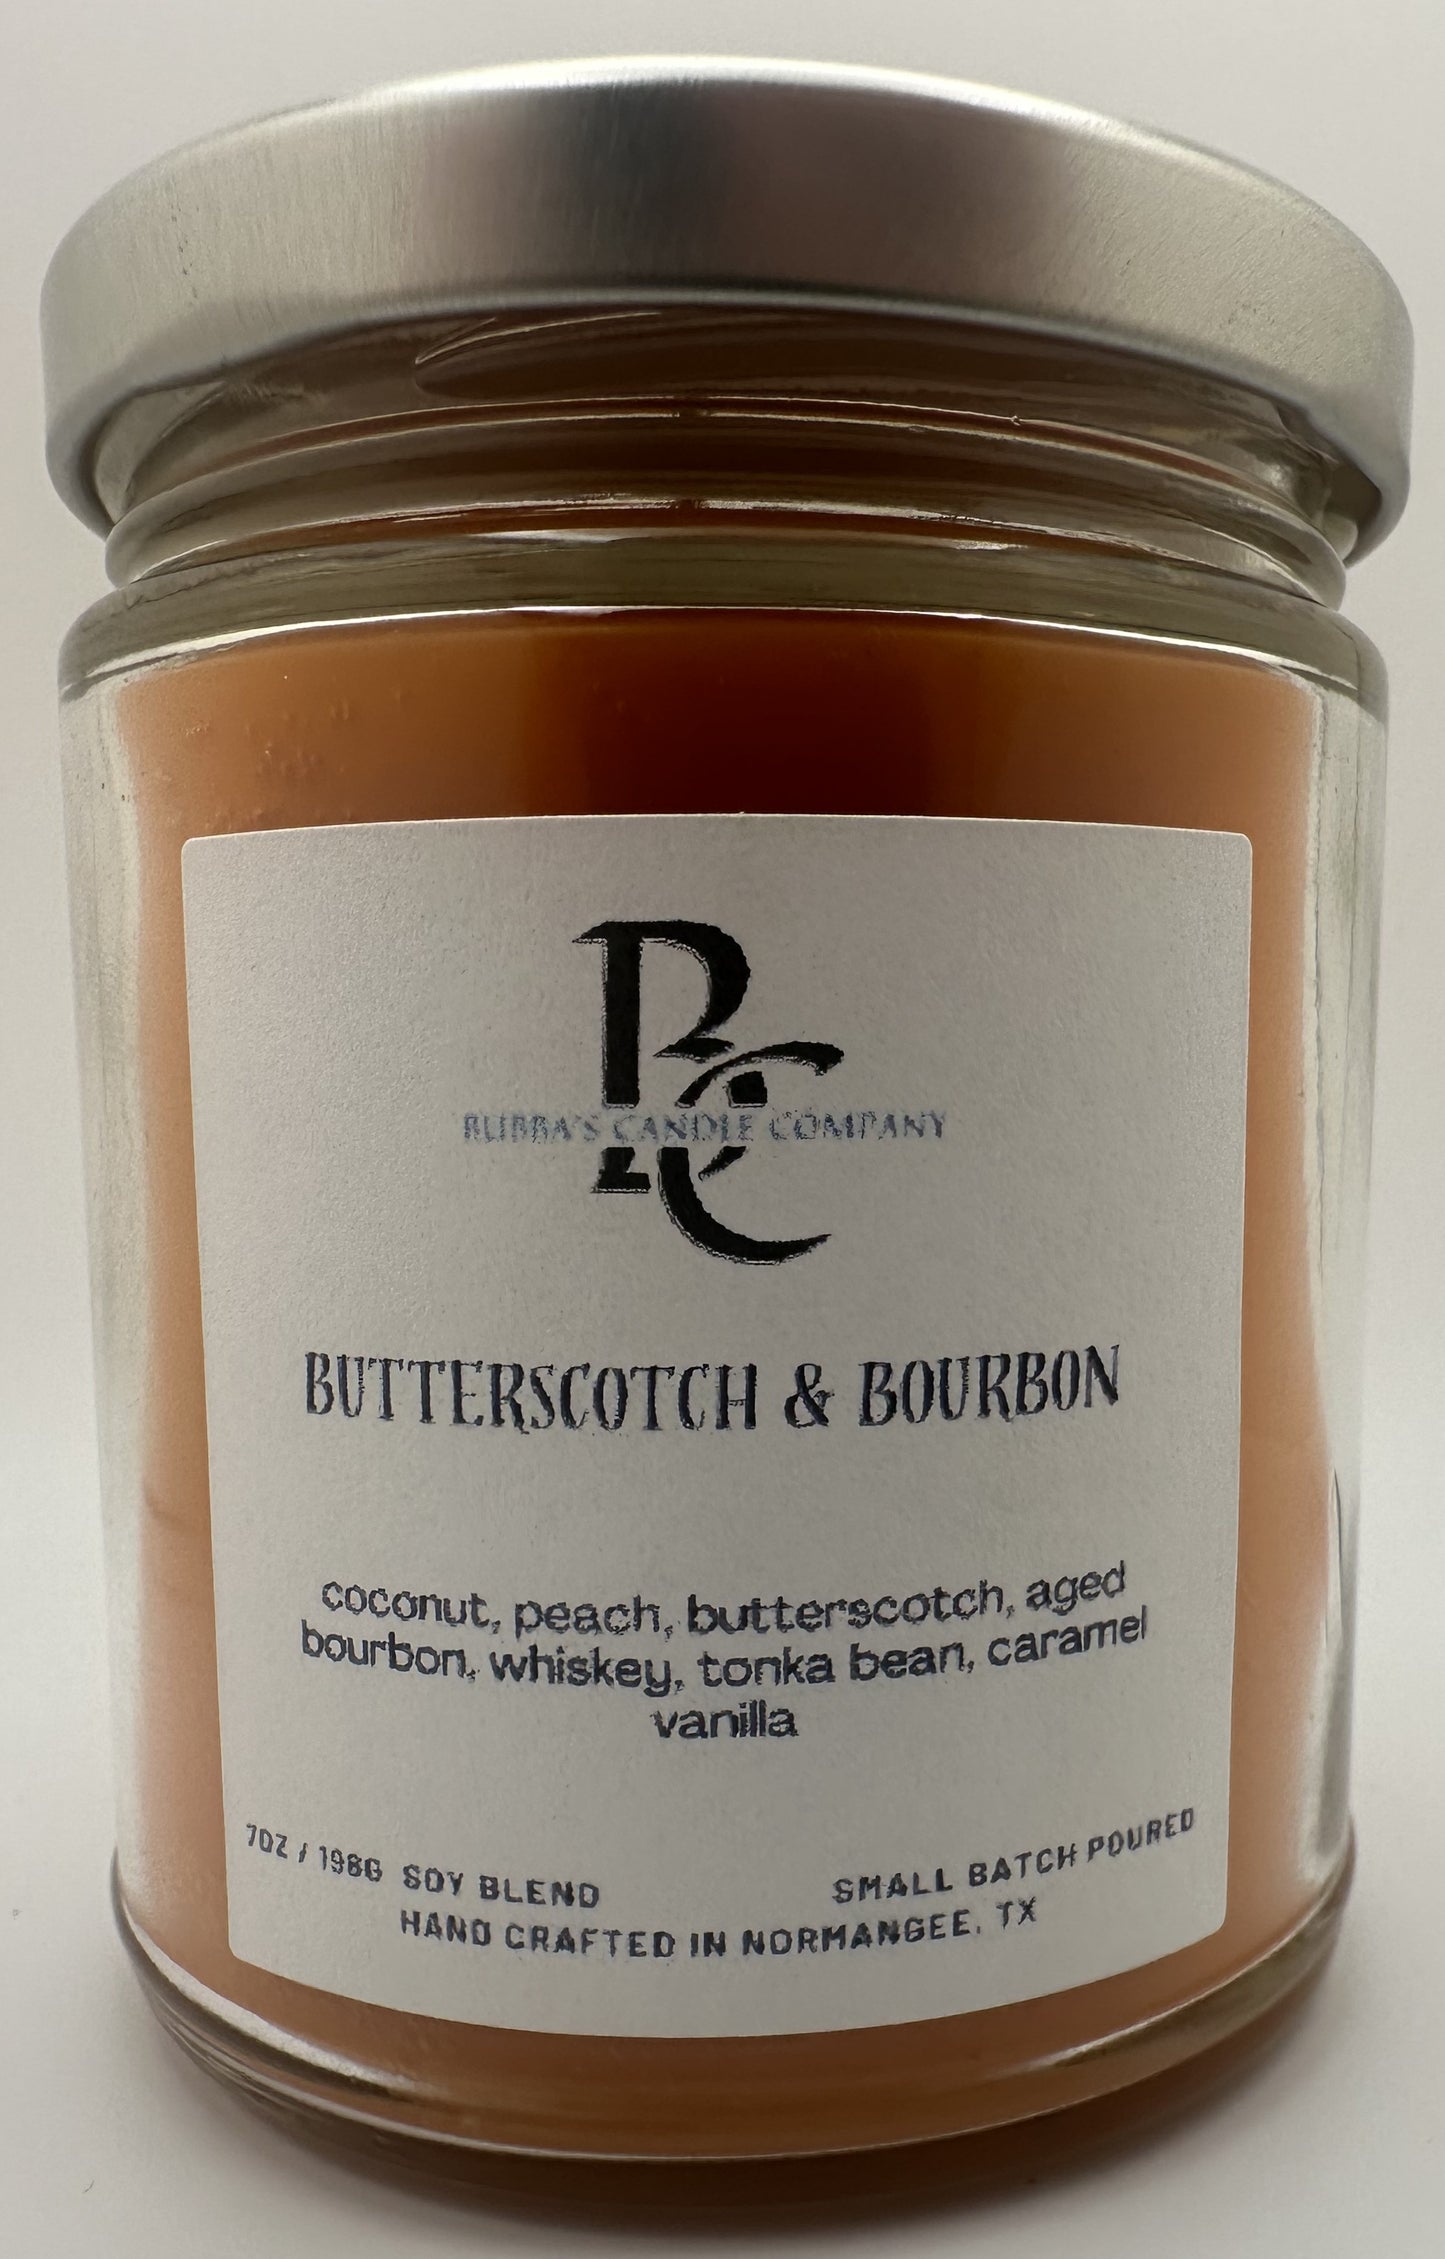 BC
BUBBA'S CANDLE COMPANY
BUTTERSCOTCH & BOURBON
coconut, peach, butterscotch, aged
bourbon, whiskey, tonka bean, caramel
vanilla
7OZ / 198G SOY BLEND SMALL BATCH POURED
HAND CRAFTED IN NORMANGEE, TX